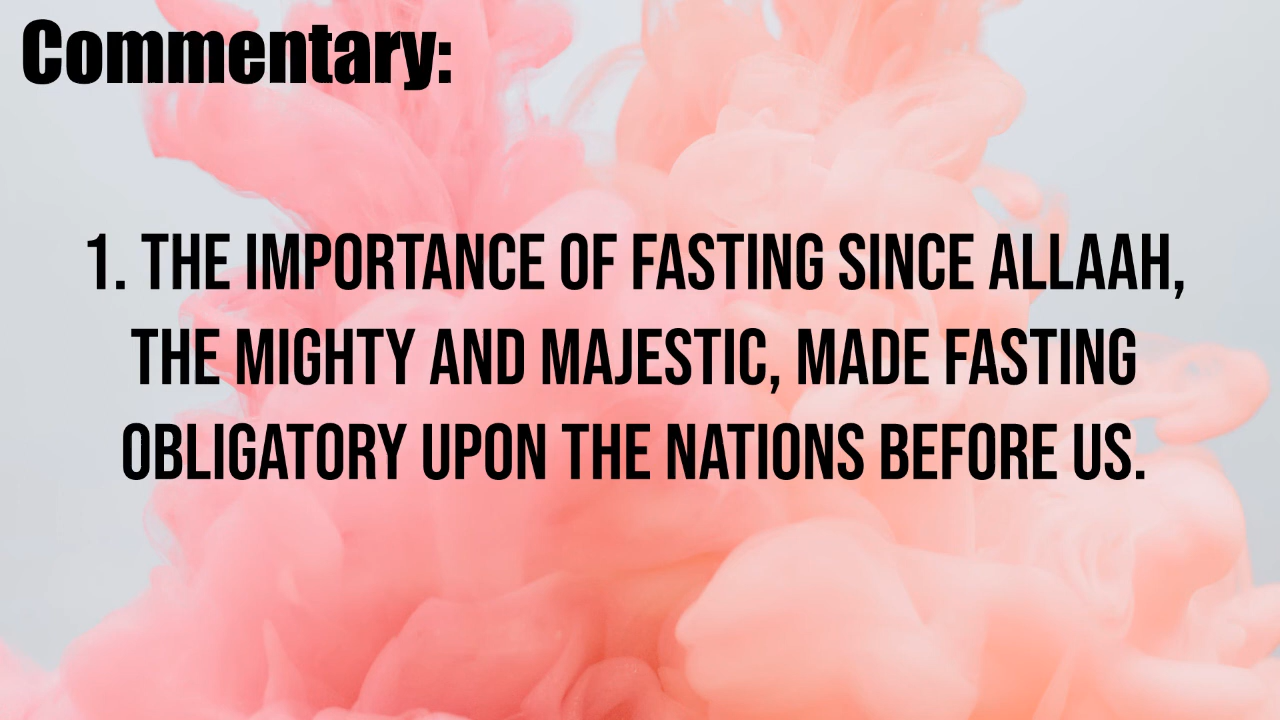 Commentary:
1. THE IMPORTANCE OF FASTING SINCE ALLAAH,
THE MIGHTY AND MAJESTIC, MADE FASTING
OBLIGATORY UPON THE NATIONS BEFORE US.